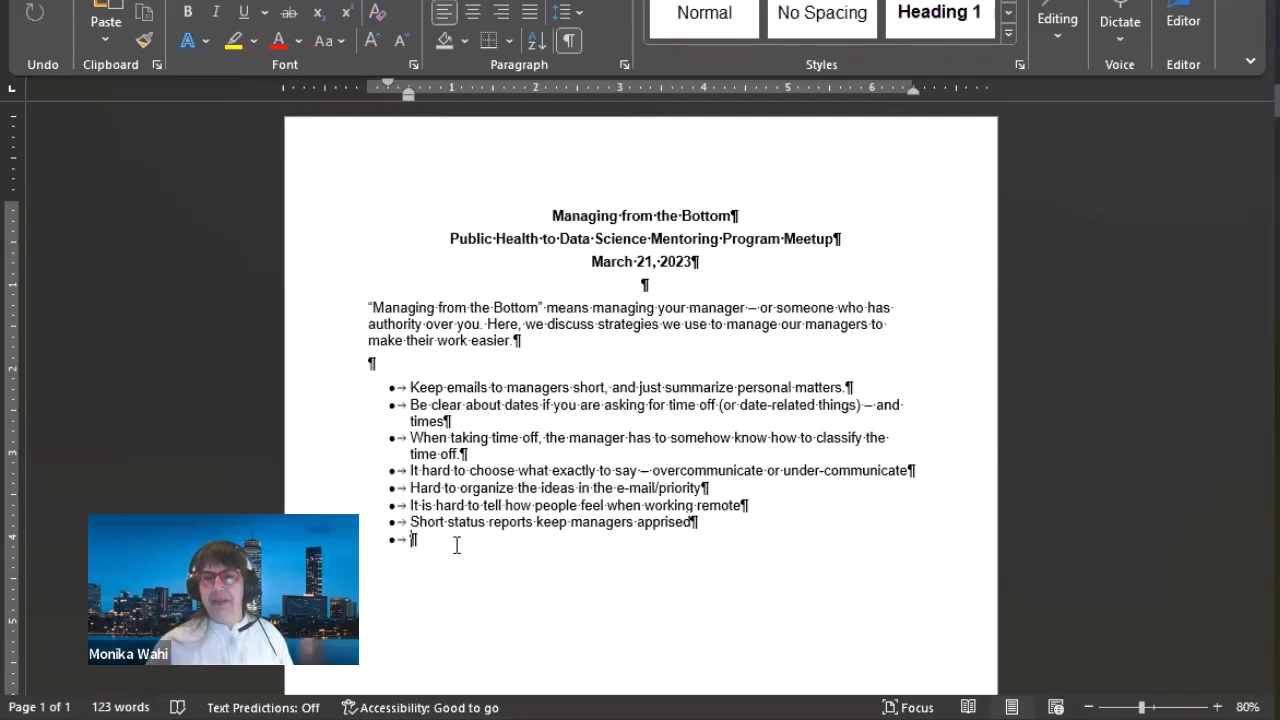 Paste
Normal
No Spacing
Heading 1
Editing
Dictate
Editor
Undo
Clipboard
Font
Paragraph
Styles
Voice
Editor
1 2 3 4 5 6
Managing from the Bottom¶
Public Health to Data Science Mentoring Program Meetup¶
March 21, 2023¶
¶
“Managing from the Bottom” means managing your manager – or someone who has
authority over you. Here, we discuss strategies we use to manage our managers to
make their work easier.¶
¶
•→ Keep emails to managers short, and just summarize personal matters.¶
•→ Be clear about dates if you are asking for time off (or date-related things) – and
times¶
•→ When taking time off, the manager has to somehow know how to classify the
time off.¶
•→ It hard to choose what exactly to say – overcommunicate or under-communicate¶
•→ Hard to organize the ideas in the e-mail/priority¶
•→ It is hard to tell how people feel when working remote¶
•→ Short status reports keep managers apprised¶
•→ ¶
Monika Wahi
Page 1 of 1 123 words Text Predictions: Off Accessibility: Good to go Focus 80%